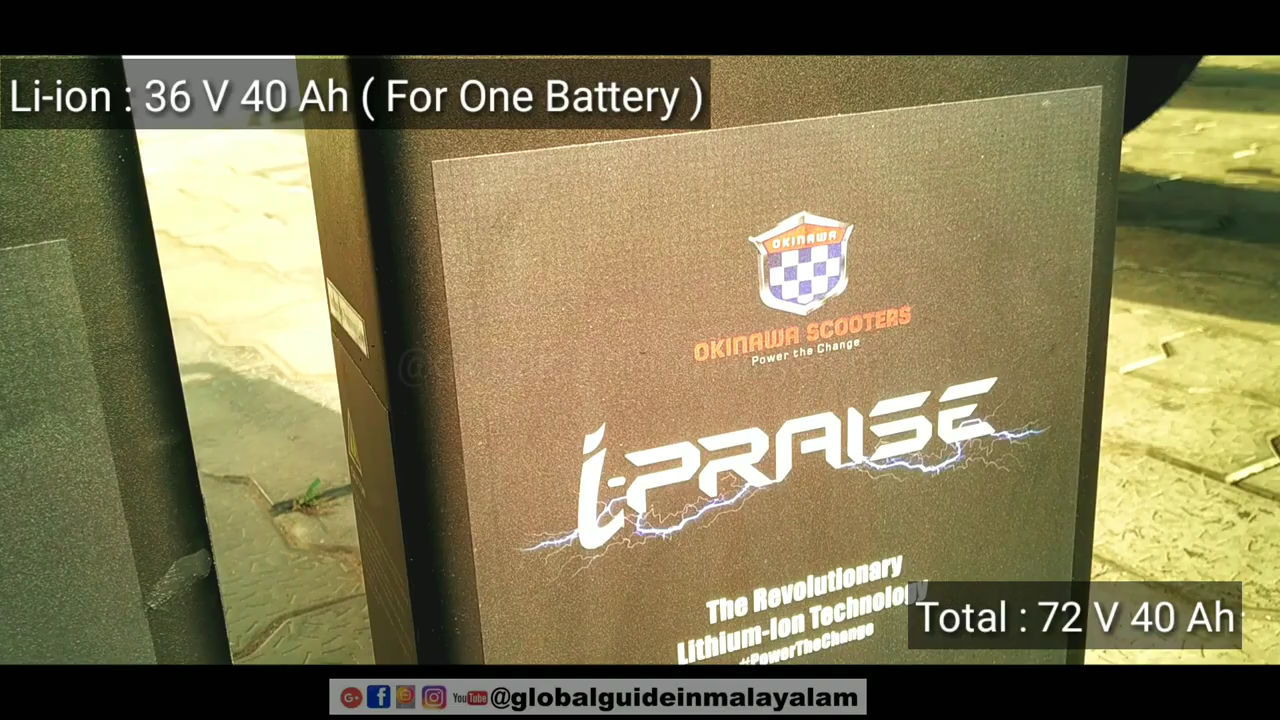 Li-ion : 36 V 40 Ah ( For One Battery )
OKINAWA
OKINAWA SCOOTERS
Power the Change
i-PRAISE
The Revolutionary
Lithium-Ion Technology
#PowerTheChange
Total : 72 V 40 Ah
YouTube @globalguideinmalayalam